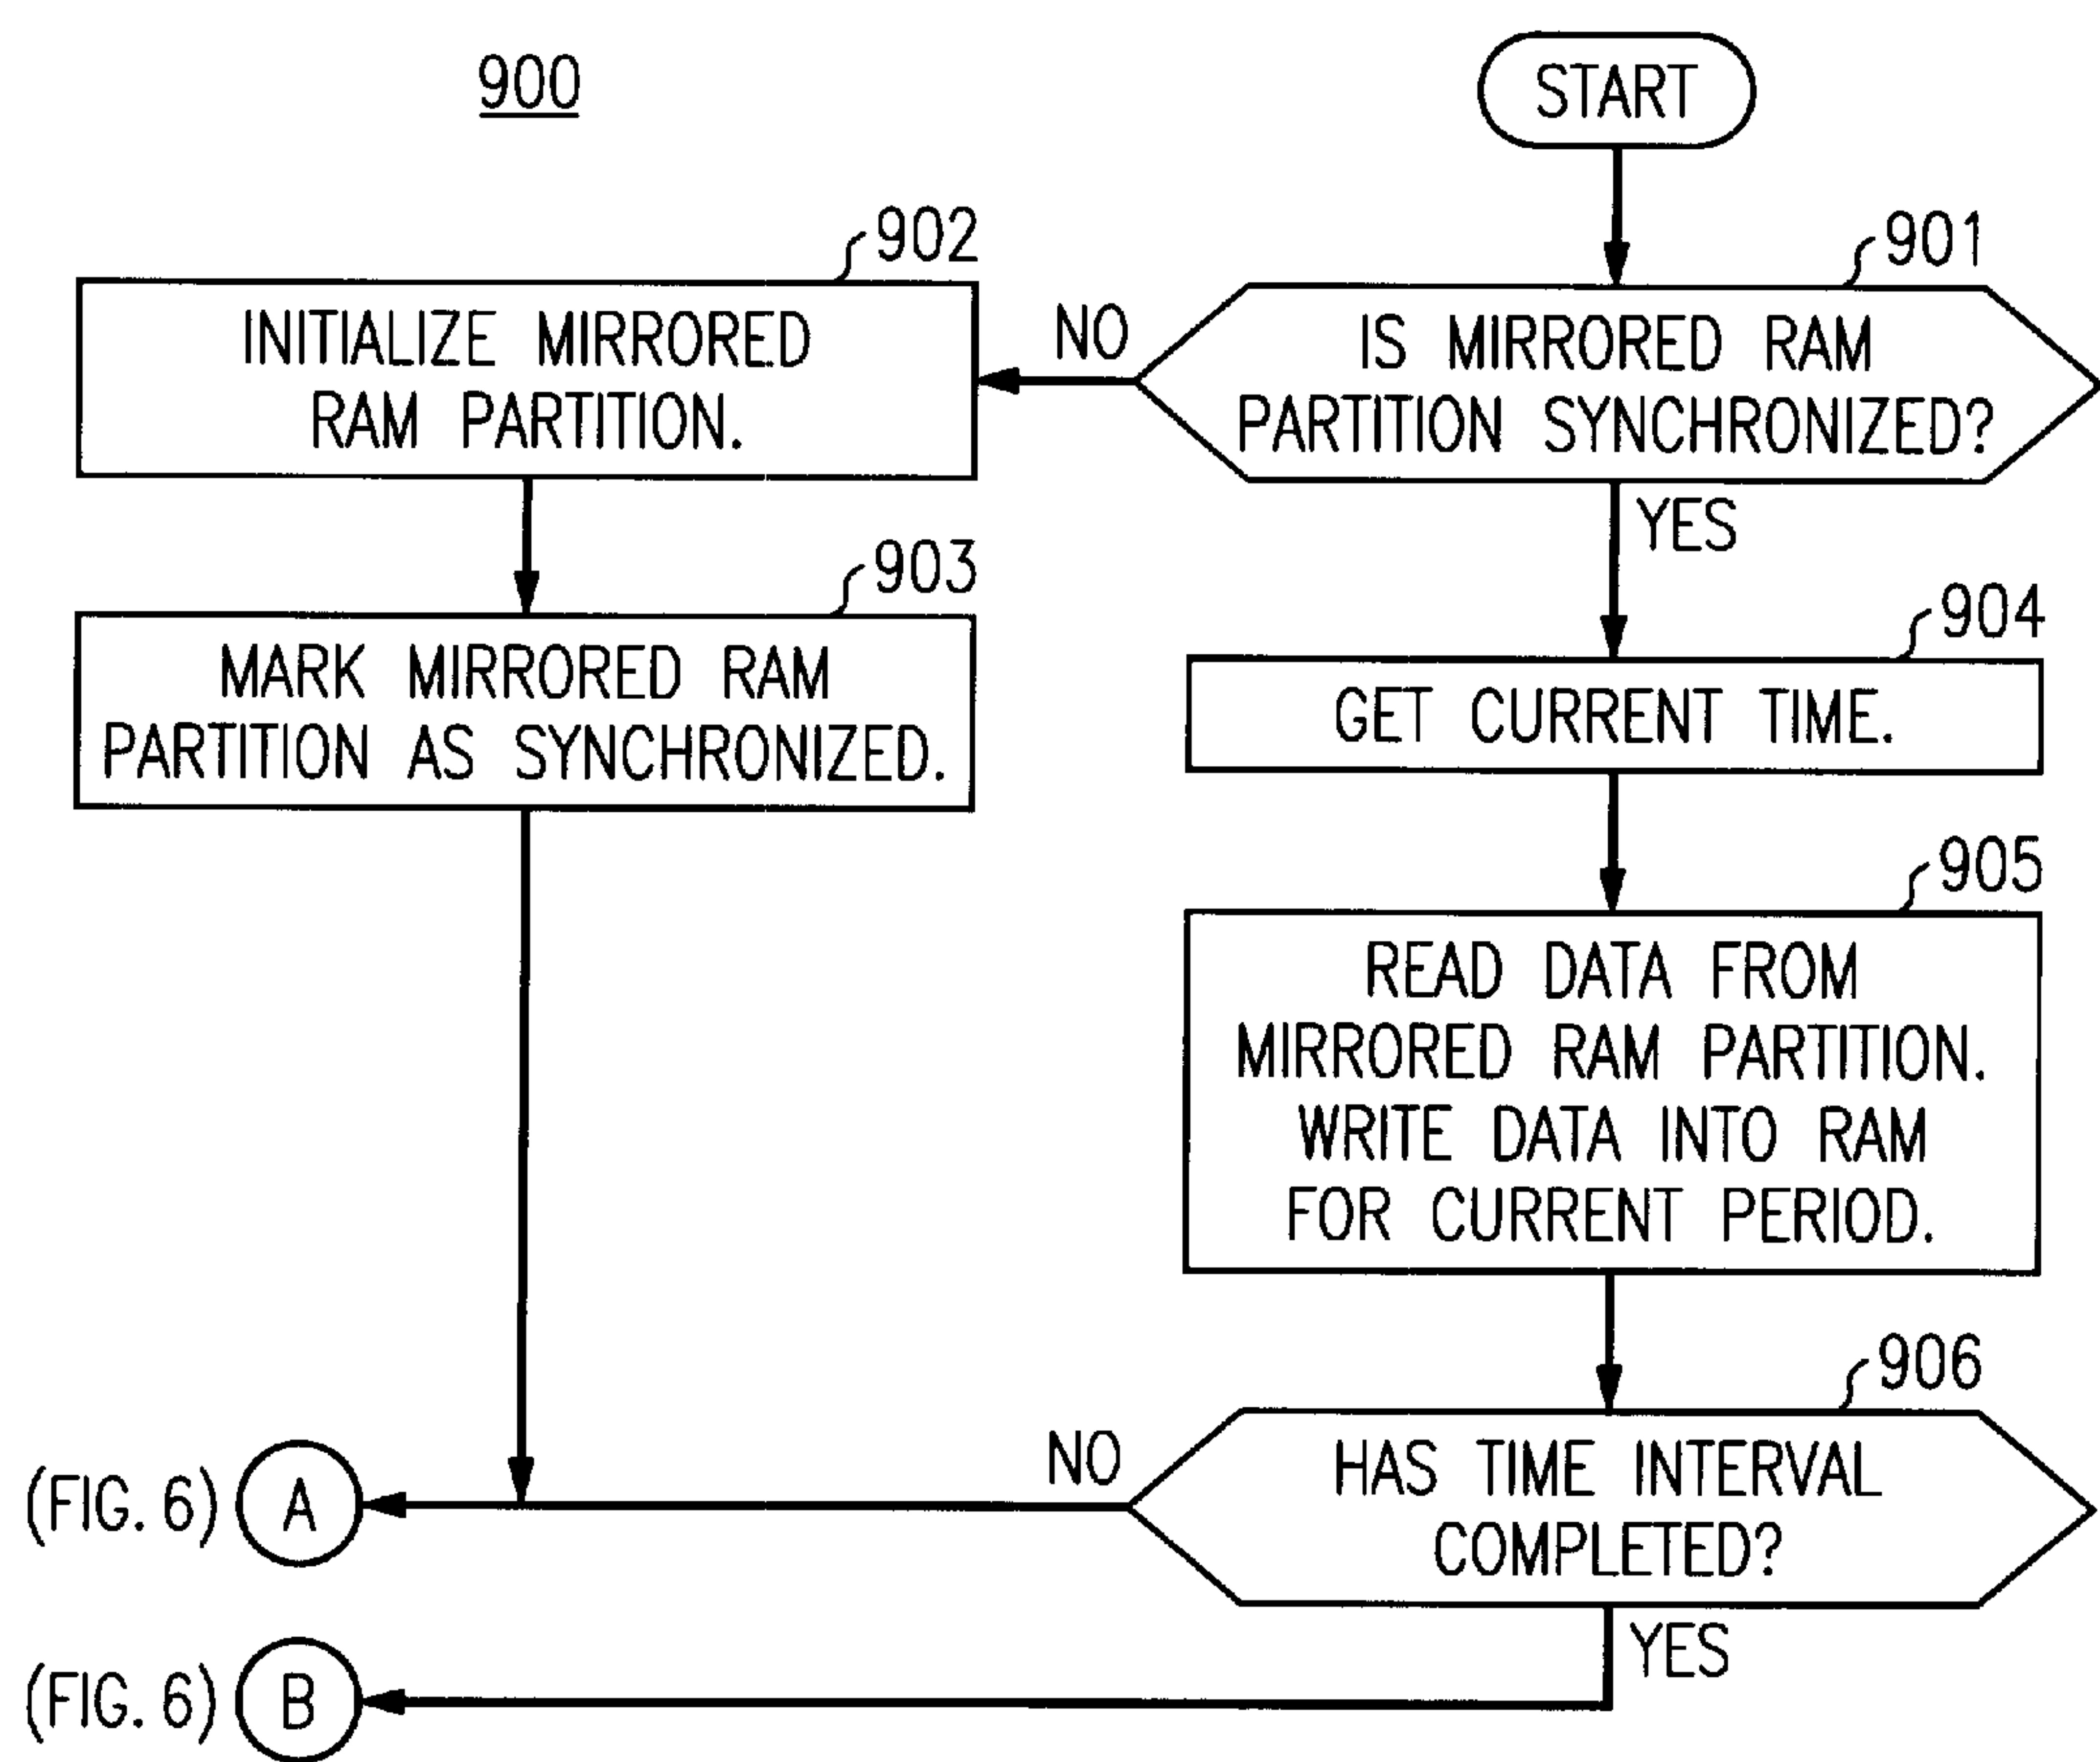 900
START
901
IS MIRRORED RAM
PARTITION SYNCHRONIZED?
NO
YES
902
INITIALIZE MIRRORED
RAM PARTITION.
903
MARK MIRRORED RAM
PARTITION AS SYNCHRONIZED.
904
GET CURRENT TIME.
905
READ DATA FROM
MIRRORED RAM PARTITION.
WRITE DATA INTO RAM
FOR CURRENT PERIOD.
906
HAS TIME INTERVAL
COMPLETED?
NO
(FIG. 6) A
YES
(FIG. 6) B